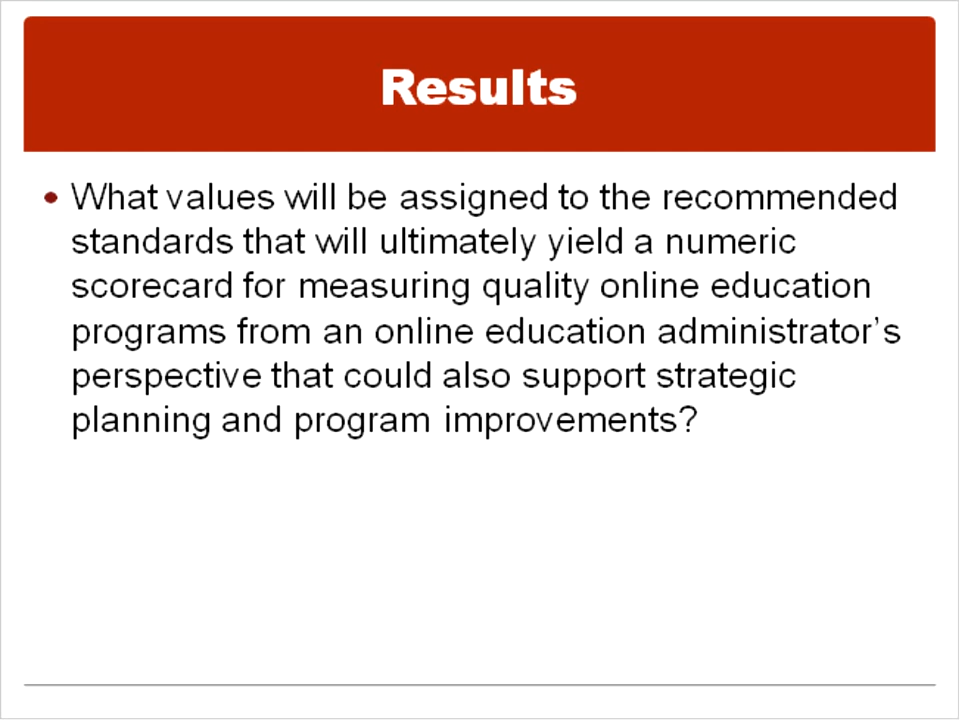 Results
• What values will be assigned to the recommended
standards that will ultimately yield a numeric
scorecard for measuring quality online education
programs from an online education administrator’s
perspective that could also support strategic
planning and program improvements?